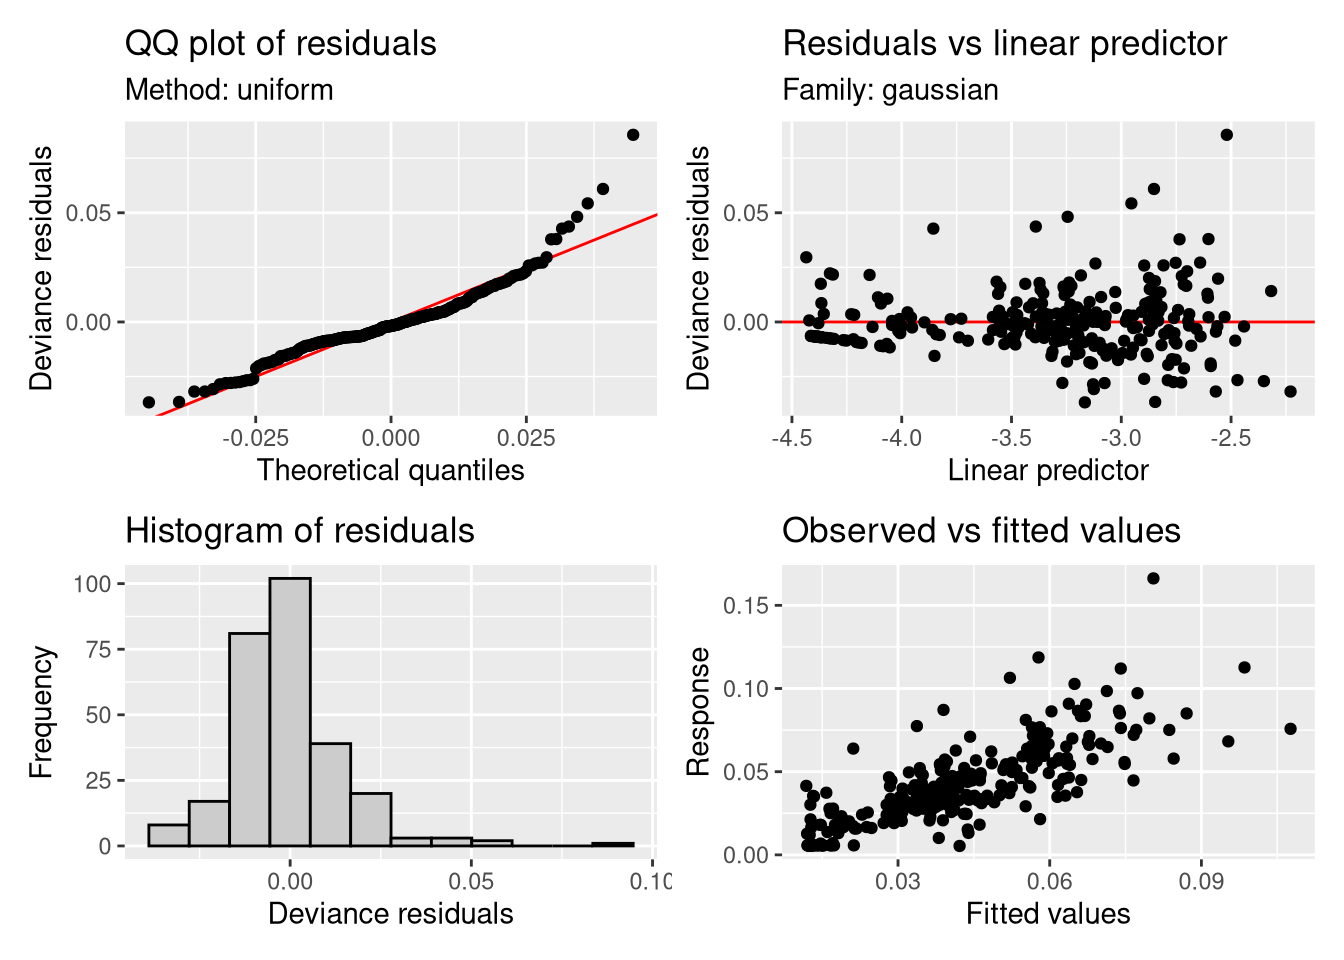 QQ plot of residuals
Method: uniform
Deviance residuals
0.05
0.00
-0.025
0.000
0.025
Theoretical quantiles
Residuals vs linear predictor
Family: gaussian
Deviance residuals
0.05
0.00
-4.5
-4.0
-3.5
-3.0
-2.5
Linear predictor
Histogram of residuals
Frequency
100
75
50
25
0
0.00
0.05
0.10
Deviance residuals
Observed vs fitted values
Response
0.15
0.10
0.05
0.00
0.03
0.06
0.09
Fitted values